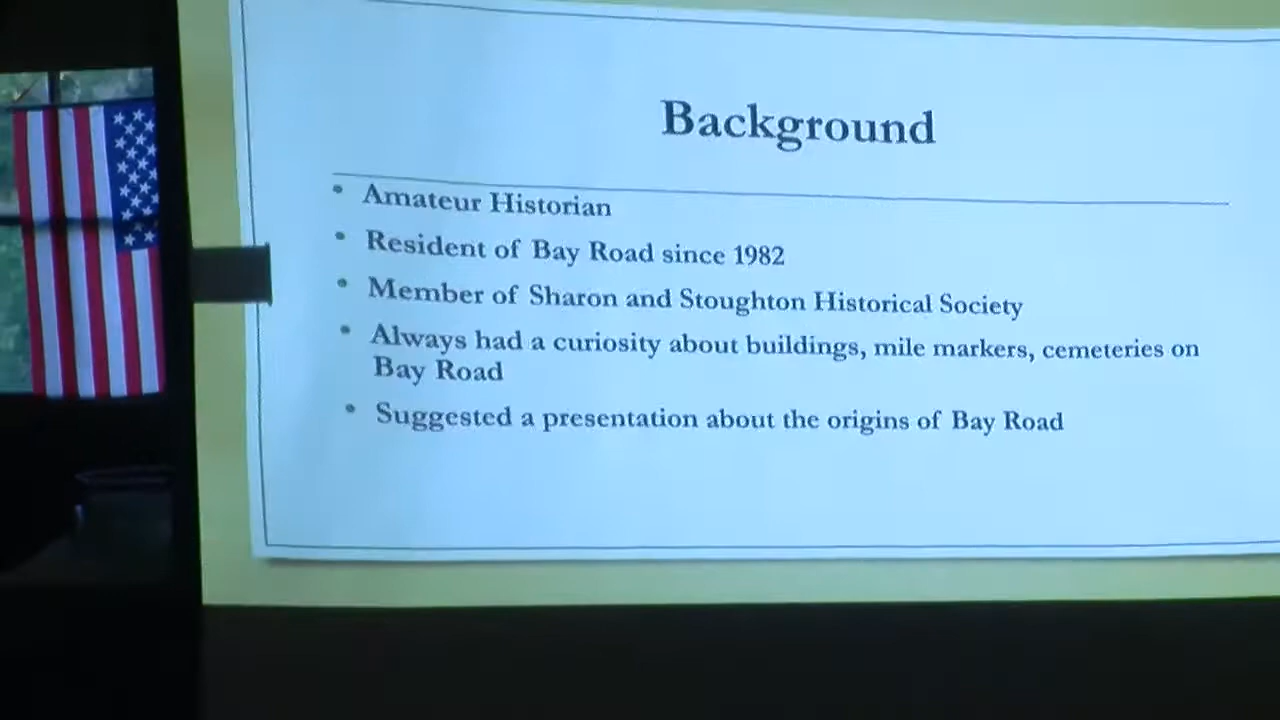 Background
• Amateur Historian
• Resident of Bay Road since 1982
• Member of Sharon and Stoughton Historical Society
• Always had a curiosity about buildings, mile markers, cemeteries on
Bay Road
• Suggested a presentation about the origins of Bay Road